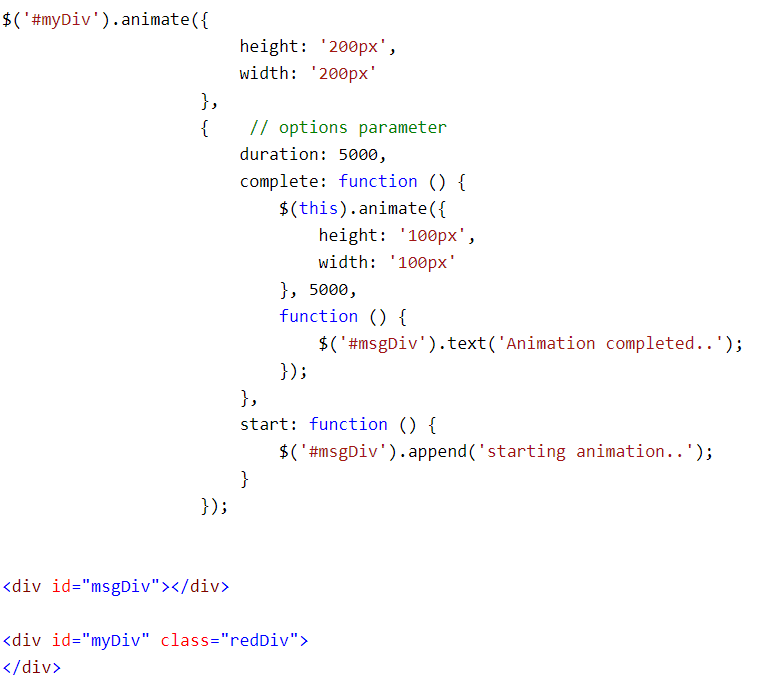 $('#myDiv').animate({
                        height: '200px',
                        width: '200px'
                    },
                    {    // options parameter
                        duration: 5000,
                        complete: function () {
                            $(this).animate({
                                height: '100px',
                                width: '100px'
                            }, 5000,
                            function () {
                                $('#msgDiv').text('Animation completed..');
                            });
                        },
                        start: function () {
                            $('#msgDiv').append('starting animation..');
                        }
                    });
<div id="msgDiv"></div>
<div id="myDiv" class="redDiv">
</div>